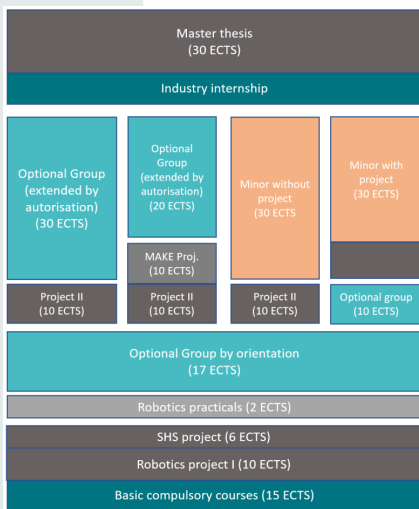 Master thesis
(30 ECTS)
Industry internship
Optional Group
(extended by
autorisation)
(30 ECTS)
Project II
(10 ECTS)
Optional
Group
(extended by
autorisation)
(20 ECTS)
MAKE Proj.
(10 ECTS)
Project II
(10 ECTS)
Minor without
project
(30 ECTS
Project II
(10 ECTS)
Minor with
project
(30 ECTS)
Optional group
(10 ECTS)
Optional Group by orientation
(17 ECTS)
Robotics practicals (2 ECTS)
SHS project (6 ECTS)
Robotics project I (10 ECTS)
Basic compulsory courses (15 ECTS)